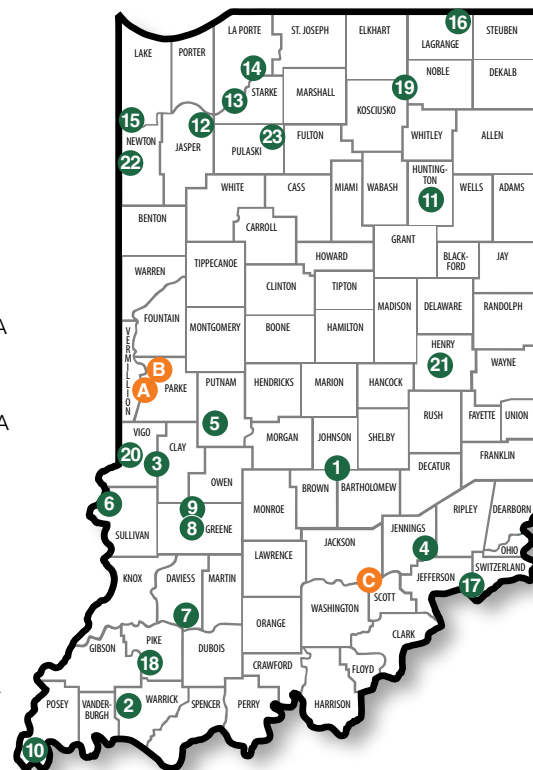 LA PORTE ST. JOSEPH ELKHART 16 STEUBEN
LAKE PORTER LAGRANGE
14 STARKE MARSHALL NOBLE DEKALB
13 19
KOSCIUSKO
15 12 23 FULTON WHITLEY ALLEN
NEWTON JASPER PULASKI
22 HUNTING-
TON
WHITE CASS MIAMI WABASH 11 WELLS ADAMS
BENTON CARROLL
GRANT
WARREN TIPPECANOE HOWARD BLACK-
FORD JAY
CLINTON TIPTON
MADISON DELAWARE RANDOLPH
FOUNTAIN
A
VERMILLION MONTGOMERY BOONE HAMILTON HENRY
21 WAYNE
B
A PARKE PUTNAM HENDRICKS MARION HANCOCK
RUSH FAYETTE UNION
A
5
VIGO CLAY MORGAN JOHNSON SHELBY
20 3 FRANKLIN
1 DECATUR
OWEN
6 BROWN BARTHOLOMEW
9 MONROE RIPLEY DEARBORN
8 GREENE
SULLIVAN JENNINGS
JACKSON 4 OHIO
LAWRENCE SWITZERLAND
KNOX DAVIESS MARTIN C JEFFERSON 17
SCOTT
7 WASHINGTON
ORANGE
PIKE CLARK
GIBSON 18 DUBOIS
CRAWFORD FLOYD
POSEY VANDER-
BURGH 2 WARRICK SPENCER PERRY HARRISON
10